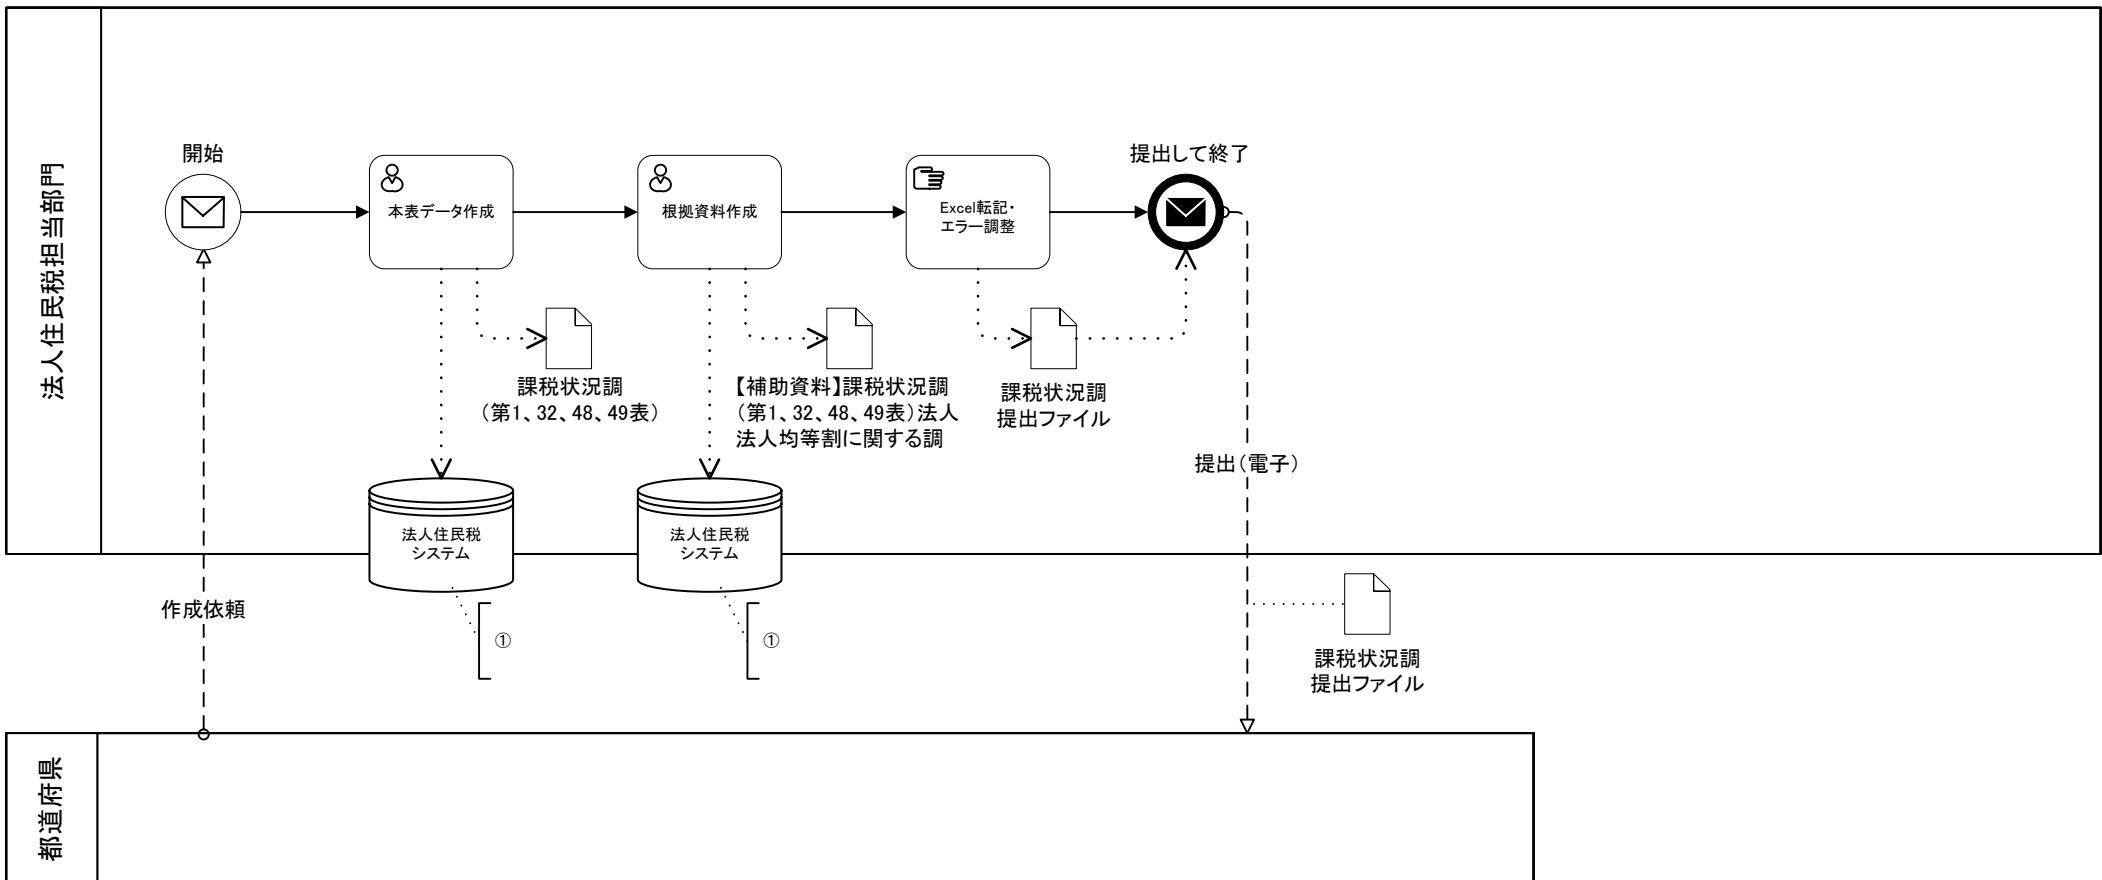 法人住民税担当部門
開始
本表データ作成
根拠資料作成
Excel転記・
エラー調整
提出して終了
課税状況調
（第1、32、48、49表）
【補助資料】課税状況調
（第1、32、48、49表）法人
法人均等割に関する調
課税状況調
提出ファイル
提出（電子）
法人住民税
システム
法人住民税
システム
作成依頼
①
①
課税状況調
提出ファイル
都道府県